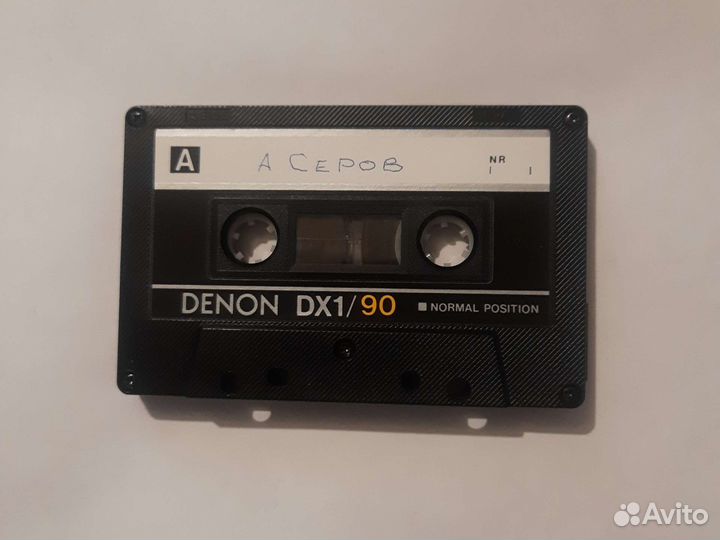 A
А СЕРОВ
NR
DENON DX1/90
NORMAL POSITION
Avito